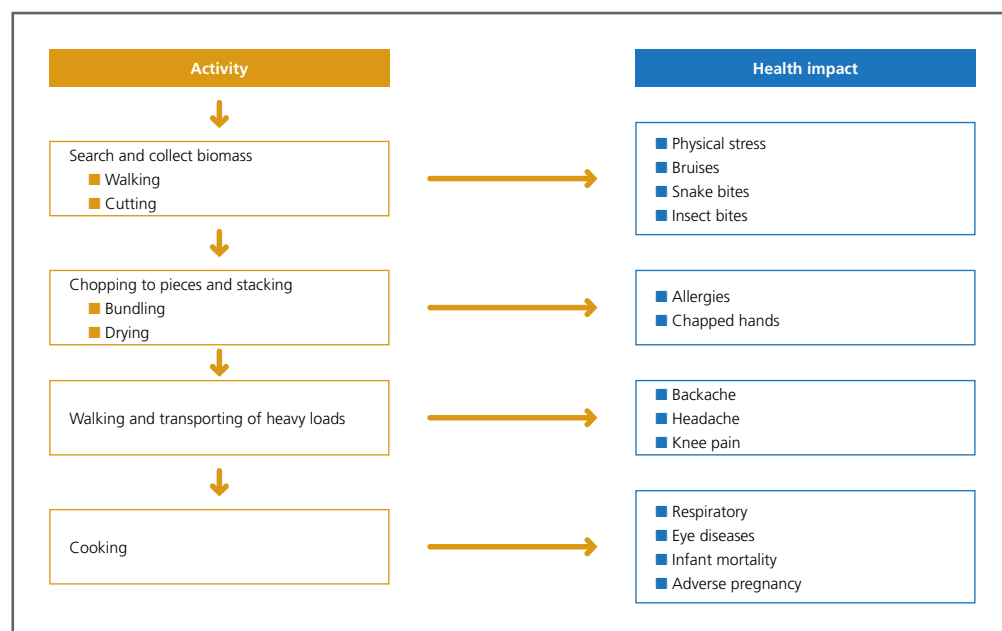 Activity
Health impact
Search and collect biomass
Walking
Cutting
Physical stress
Bruises
Snake bites
Insect bites
Chopping to pieces and stacking
Bundling
Drying
Allergies
Chapped hands
Walking and transporting of heavy loads
Backache
Headache
Knee pain
Cooking
Respiratory
Eye diseases
Infant mortality
Adverse pregnancy